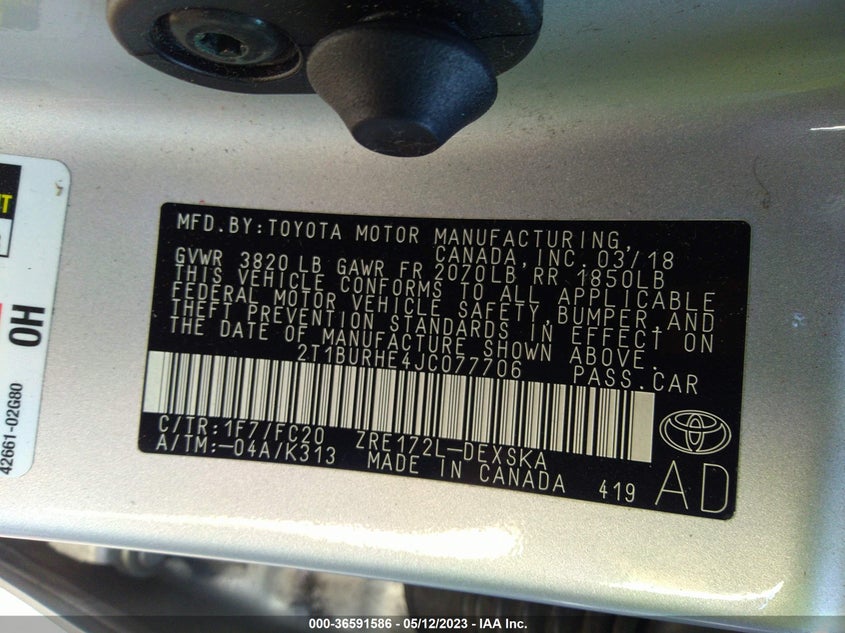 MFD.BY:TOYOTA MOTOR MANUFACTURING,
CANADA,INC. 03/18
GVWR 3820 LB GAWR FR 2070LB RR 1850LB
THIS VEHICLE CONFORMS TO ALL APPLICABLE
FEDERAL MOTOR VEHICLE SAFETY, BUMPER, AND
THEFT PREVENTION STANDARDS IN EFFECT ON
THE DATE OF MANUFACTURE SHOWN ABOVE.
2T1BURHE4JC077706 PASS.CAR
C/TR:1F7/FC20 ZRE172L-DEXSKA
A/TM:-04A/K313 MADE IN CANADA 419
AD
HO
42661-02G80
000-36591586 - 05/12/2023 - IAAI Inc.